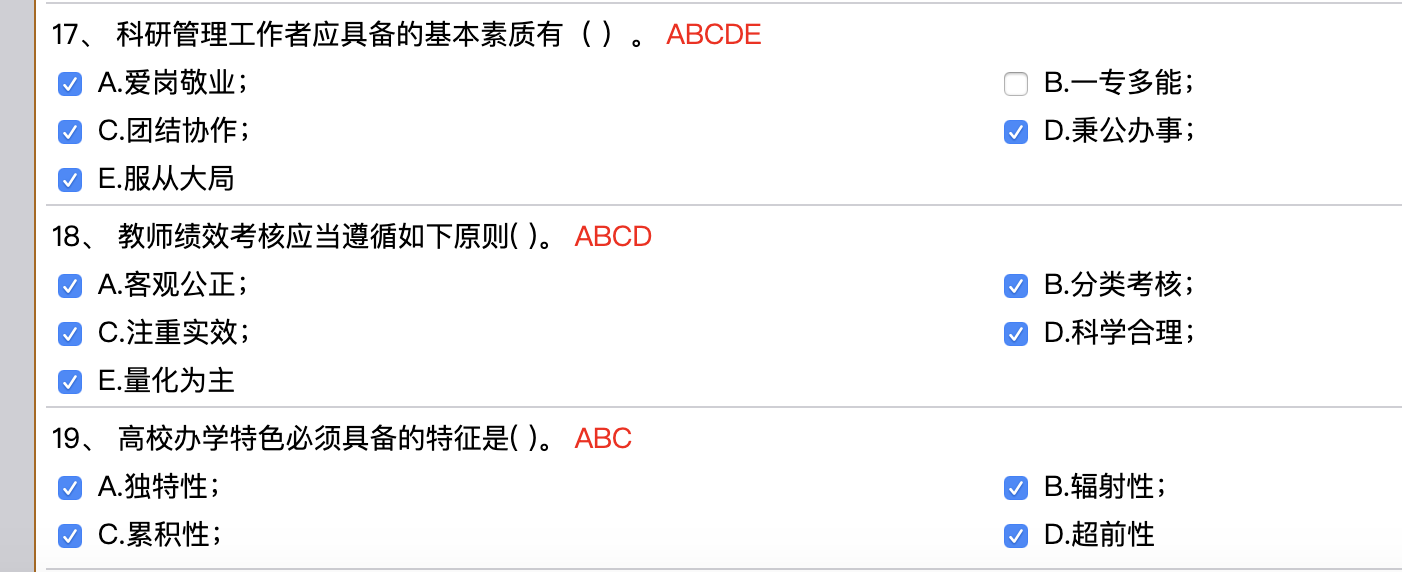 17、 科研管理工作者应具备的基本素质有（ ）。 ABCDE
A.爱岗敬业； B.一专多能；
C.团结协作； D.秉公办事；
E.服从大局
18、 教师绩效考核应当遵循如下原则( )。 ABCD
A.客观公正； B.分类考核；
C.注重实效； D.科学合理；
E.量化为主
19、 高校办学特色必须具备的特征是( )。 ABC
A.独特性； B.辐射性；
C.累积性； D.超前性